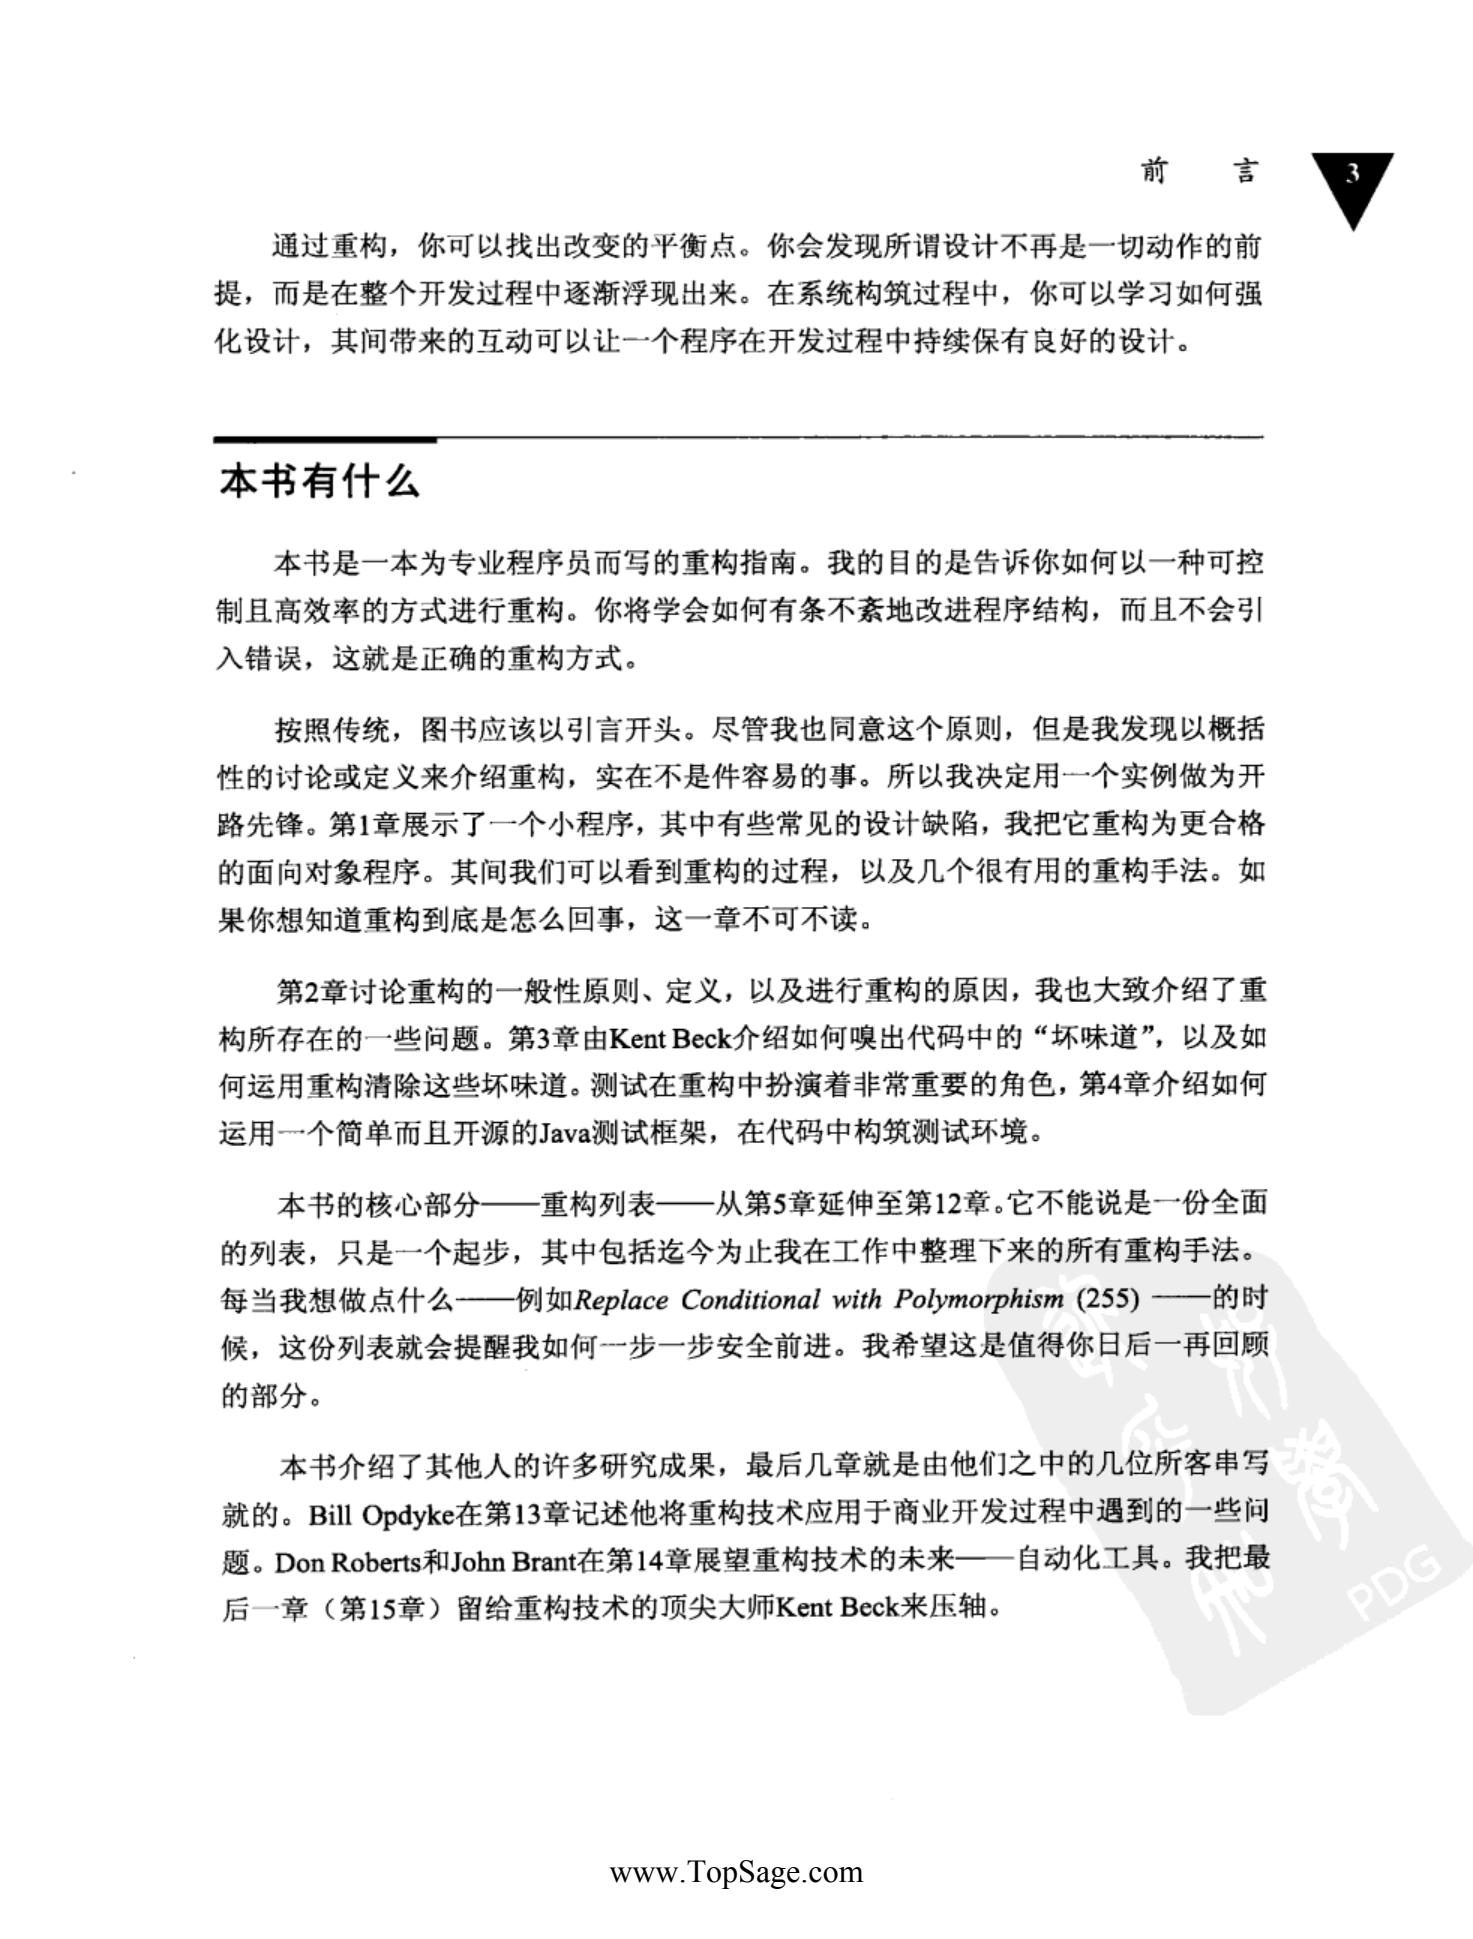 前 言 3
通过重构，你可以找出改变的平衡点。你会发现所谓设计不再是一切动作的前
提，而是在整个开发过程中逐渐浮现出来。在系统构筑过程中，你可以学习如何强
化设计，其间带来的互动可以让一个程序在开发过程中持续保有良好的设计。
本书有什么
本书是一本为专业程序员而写的重构指南。我的目的是告诉你如何以一种可控
制且高效率的方式进行重构。你将学会如何有条不紊地改进程序结构，而且不会引
入错误，这就是正确的重构方式。
按照传统，图书应该以引言开头。尽管我也同意这个原则，但是我发现以概括
性的讨论或定义来介绍重构，实在不是件容易的事。所以我决定用一个实例做为开
路先锋。第1章展示了一个小程序，其中有些常见的设计缺陷，我把它重构为更合格
的面向对象程序。其间我们可以看到重构的过程，以及几个很有用的重构手法。如
果你想知道重构到底是怎么回事，这一章不可不读。
第2章讨论重构的一般性原则、定义，以及进行重构的原因，我也大致介绍了重
构所存在的一些问题。第3章由Kent Beck介绍如何嗅出代码中的“坏味道”，以及如
何运用重构清除这些坏味道。测试在重构中扮演着非常重要的角色，第4章介绍如何
运用一个简单而且开源的Java测试框架，在代码中构筑测试环境。
本书的核心部分——重构列表——从第5章延伸至第12章。它不能说是一份全面
的列表，只是一个起步，其中包括迄今为止我在工作中整理下来的所有重构手法。
每当我想做点什么——例如Replace Conditional with Polymorphism (255) ——的时
候，这份列表就会提醒我如何一步一步安全前进。我希望这是值得你日后一再回顾
的部分。
本书介绍了其他人的许多研究成果，最后几章就是由他们之中的几位所客串写
就的。Bill Opdyke在第13章记述他将重构技术应用于商业开发过程中遇到的一些问
题。Don Roberts和John Brant在第14章展望重构技术的未来——自动化工具。我把最
后一章（第15章）留给重构技术的顶尖大师Kent Beck来压轴。
PDG
www.TopSage.com